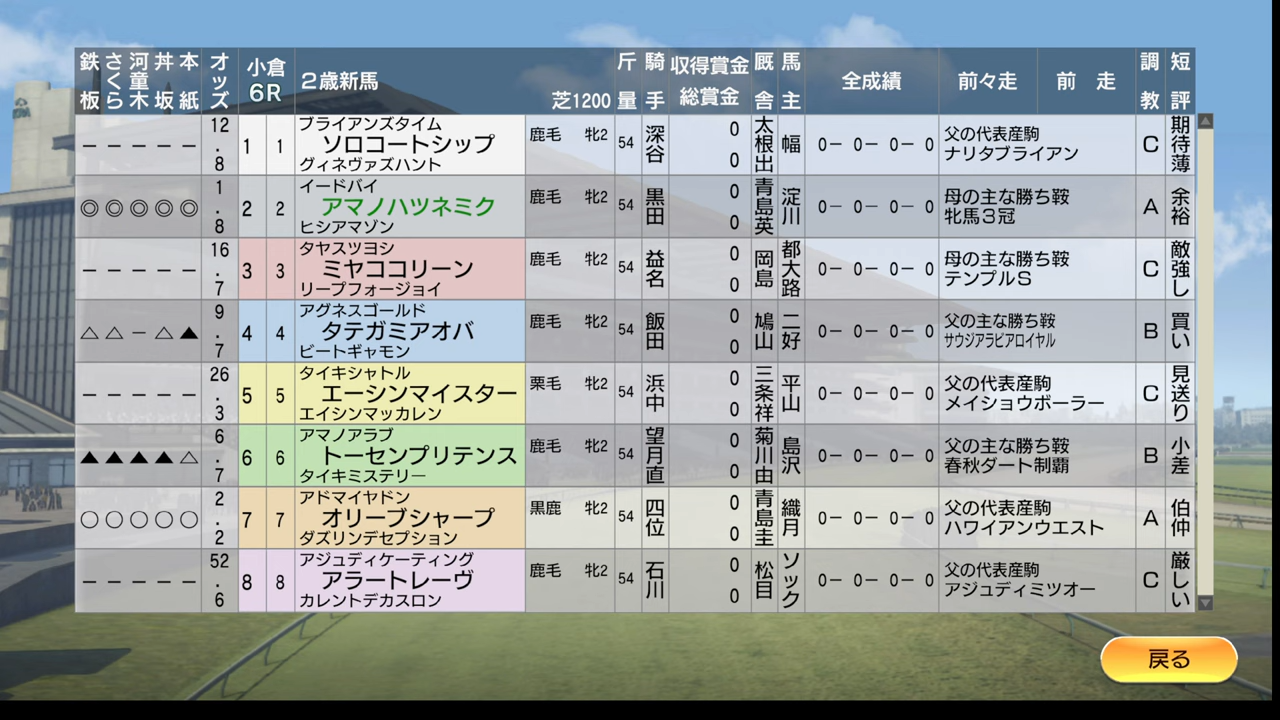 鉄板 さくら 河童木 丼坂 本紙 オッズ 小倉6R 2歳新馬 芝1200 斤量 騎手 収得賞金 総賞金 厩舎 馬主 全成績 前々走 前 走 調教 短評
ブライアンズタイム
－ － － － － 12.8 1 1 ソロコートシップ 鹿毛 牝2 54 深谷 0 0 太根出 幅 0－ 0－ 0－ 0 父の代表産駒 ナリタブライアン C 期待薄
グィネヴァズハント
イードバイ
◎ ◎ ◎ ◎ ◎ 1.8 2 2 アマノハツネミク 鹿毛 牝2 54 黒田 0 0 青島英 淀川 0－ 0－ 0－ 0 母の主な勝ち鞍 牝馬3冠 A 余裕
ヒシアマゾン
タヤスツヨシ
－ － － － － 16.7 3 3 ミヤココリーン 鹿毛 牝2 54 益名 0 0 岡島 都大路 0－ 0－ 0－ 0 母の主な勝ち鞍 テンプルS C 敵強し
リープフォージョイ
アグネスゴールド
△ △ － △ ▲ 9.7 4 4 タテガミアオバ 鹿毛 牝2 54 飯田 0 0 鳩山 二好 0－ 0－ 0－ 0 父の主な勝ち鞍 サウジアラビアロイヤル B 買い
ビートギャモン
タイキシャトル
－ － － － － 26.3 5 5 エーシンマイスター 栗毛 牝2 54 浜中 0 0 三条祥 平山 0－ 0－ 0－ 0 父の代表産駒 メイショウボーラー C 見送り
エイシンマッカレン
アマノアラブ
▲ ▲ ▲ ▲ △ 6.7 6 6 トーセンプリテンス 鹿毛 牝2 54 望月直 0 0 菊川由 島沢 0－ 0－ 0－ 0 父の主な勝ち鞍 春秋ダート制覇 B 小差
タイキミステリー
アドマイヤドン
○ ○ ○ ○ ○ 2.2 7 7 オリーブシャープ 黒鹿 牝2 54 四位 0 0 青島圭 織月 0－ 0－ 0－ 0 父の代表産駒 ハワイアンウエスト A 伯仲
ダズリンデセプション
アジュディケーティング
－ － － － － 52.6 8 8 アラートレーヴ 鹿毛 牝2 54 石川 0 0 松目 ソック 0－ 0－ 0－ 0 父の代表産駒 アジュディミツオー C 厳しい
カレントデカスロン
戻る